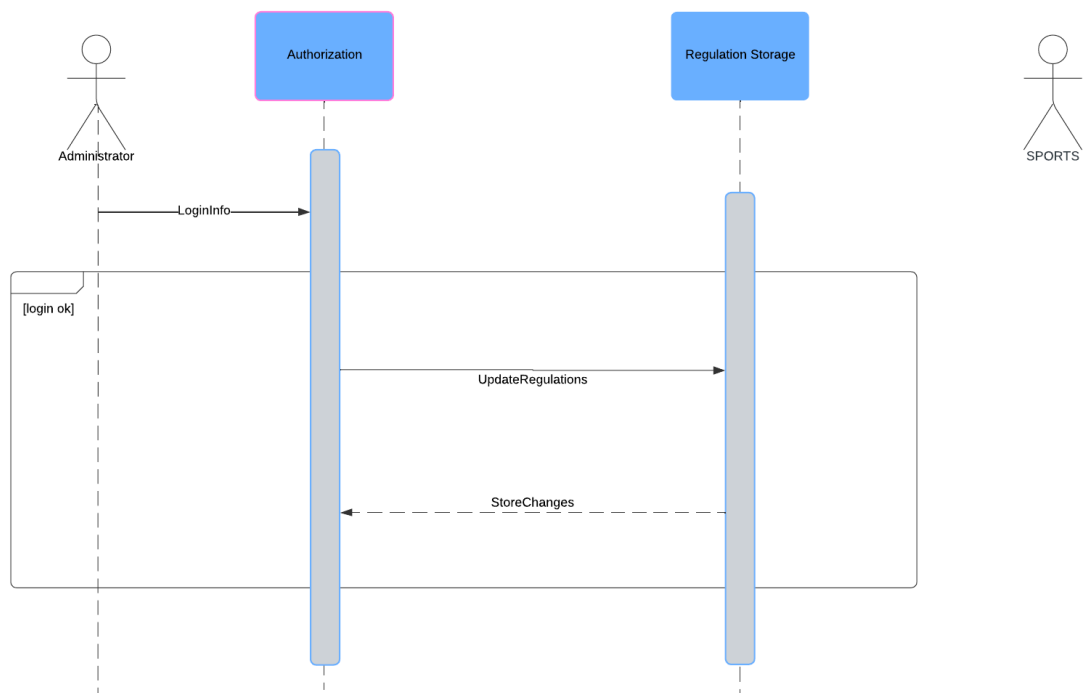 Authorization
Regulation Storage
Administrator
SPORTS
LoginInfo
[login ok]
UpdateRegulations
StoreChanges